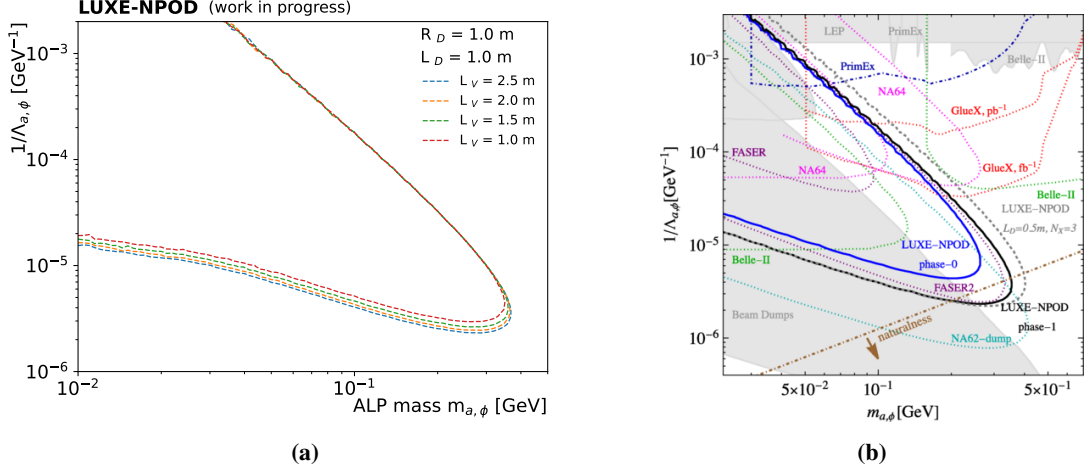 LUXE-NPOD (work in progress)
1/Λa,ϕ [GeV⁻¹]
10⁻³
10⁻⁴
10⁻⁵
10⁻⁶
R D = 1.0 m
L D = 1.0 m
L V = 2.5 m
L V = 2.0 m
L V = 1.5 m
L V = 1.0 m
10⁻²
10⁻¹
ALP mass ma,ϕ [GeV]
(a)
1/Λa,ϕ[GeV⁻¹]
10⁻³
10⁻⁴
10⁻⁵
10⁻⁶
LEP
PrimEx
Belle-II
PrimEx
NA64
GlueX, pb⁻¹
FASER
NA64
GlueX, fb⁻¹
Belle-II
LUXE-NPOD
LD=0.5m, NX=3
LUXE-NPOD
phase-0
Belle-II
FASER2
LUXE-NPOD
phase-1
Beam Dumps
naturalness
NA62-dump
5×10⁻²
10⁻¹
5×10⁻¹
ma,ϕ[GeV]
(b)